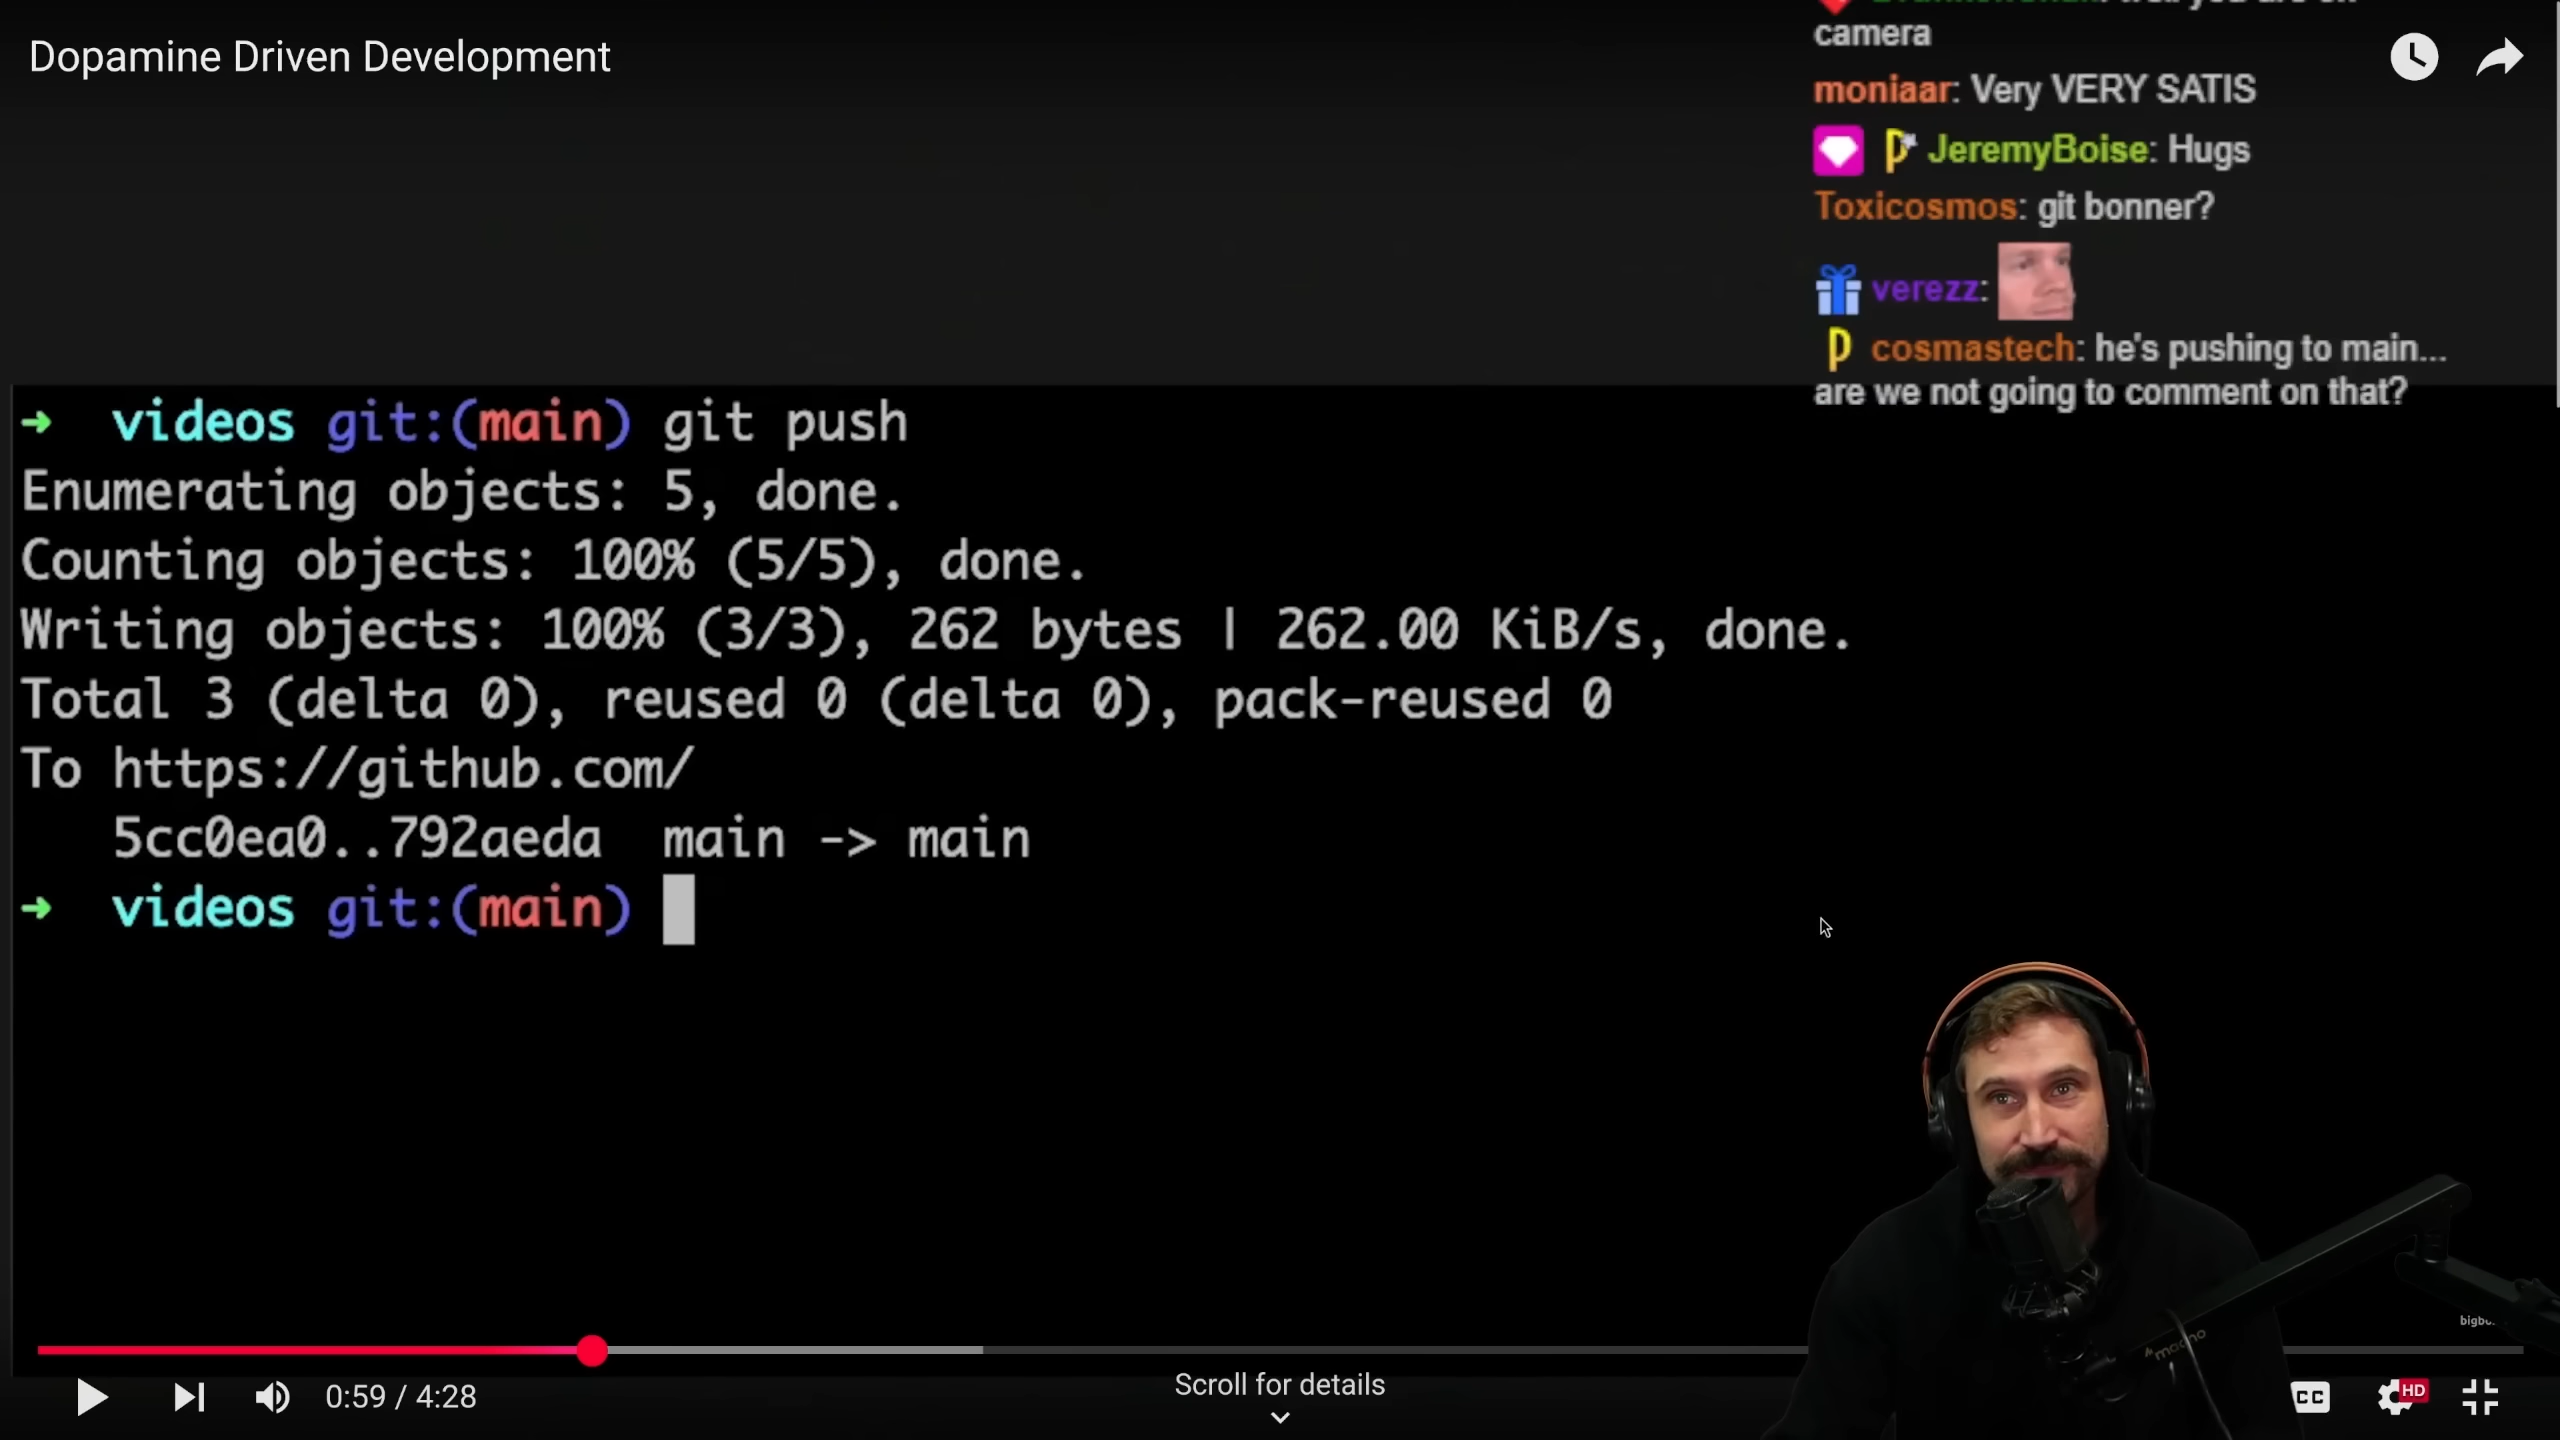 Dopamine Driven Development
camera
moniaar: Very VERY SATIS
JeremyBoise: Hugs
Toxicosmos: git bonner?
verezz:
cosmastech: he's pushing to main...
are we not going to comment on that?
→ videos git:(main) git push
Enumerating objects: 5, done.
Counting objects: 100% (5/5), done.
Writing objects: 100% (3/3), 262 bytes | 262.00 KiB/s, done.
Total 3 (delta 0), reused 0 (delta 0), pack-reused 0
To https://github.com/
5cc0ea0..792aeda main -> main
→ videos git:(main)
0:59 / 4:28
Scroll for details
CC
HD